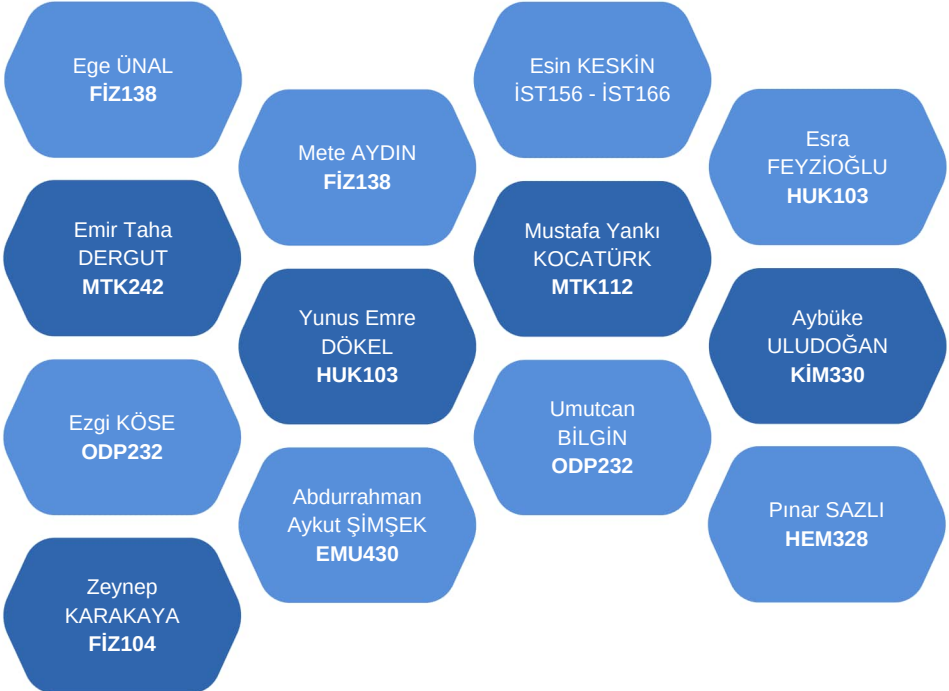 Ege ÜNAL
FİZ138
Esin KESKİN
İST156 - İST166
Mete AYDIN
FİZ138
Esra
FEYZİOĞLU
HUK103
Emir Taha
DERGUT
MTK242
Mustafa Yankı
KOCATÜRK
MTK112
Yunus Emre
DÖKEL
HUK103
Aybüke
ULUDOĞAN
KİM330
Ezgi KÖSE
ODP232
Umutcan
BİLGİN
ODP232
Abdurrahman
Aykut ŞİMŞEK
EMU430
Pınar SAZLI
HEM328
Zeynep
KARAKAYA
FİZ104